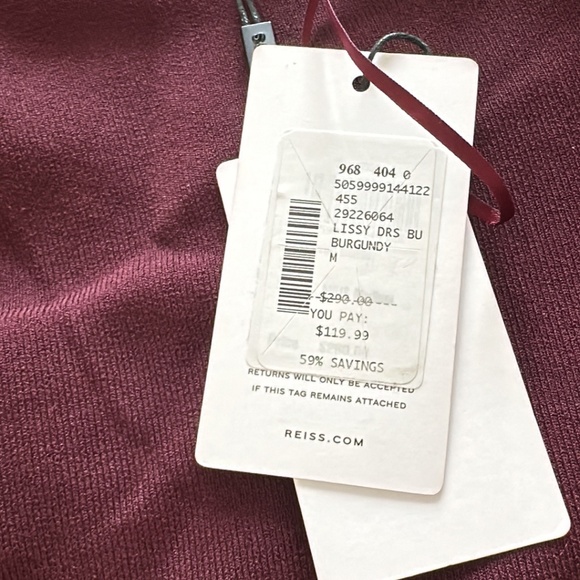 968 404 0
5059999144122
455
29226064
LISSY DRS BU
BURGUNDY
M
$290.00
YOU PAY:
$119.99
59% SAVINGS
RETURNS WILL ONLY BE ACCEPTED
IF THIS TAG REMAINS ATTACHED
REISS.COM